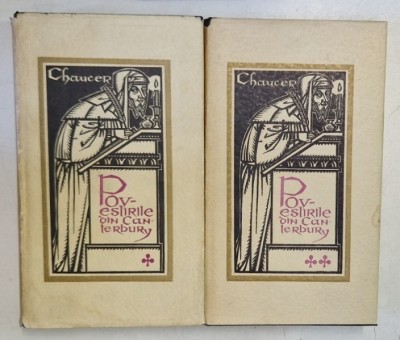 Chaucer
Pov-
estirile
din Can-
terbury
Chaucer
Pov-
estirile
din Can-
terbury